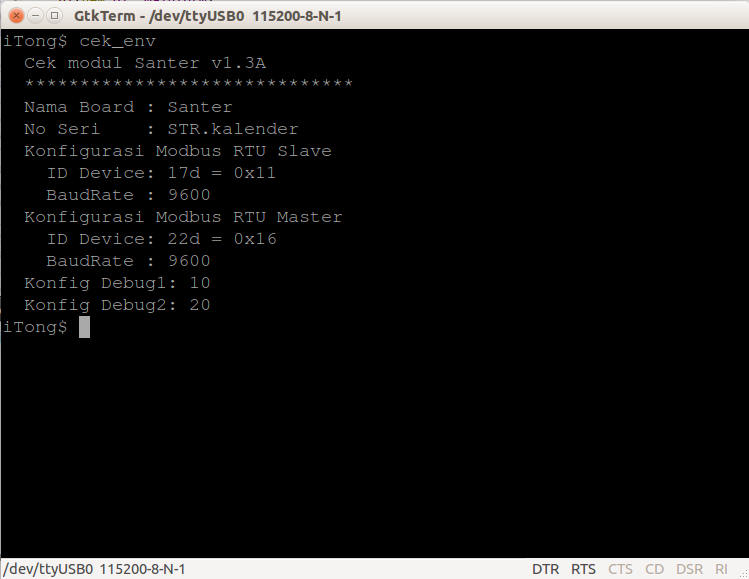 GtkTerm - /dev/ttyUSB0 115200-8-N-1
iTong$ cek_env
Cek modul Santer v1.3A
******************************
Nama Board : Santer
No Seri    : STR.kalender
Konfigurasi Modbus RTU Slave
ID Device: 17d = 0x11
BaudRate : 9600
Konfigurasi Modbus RTU Master
ID Device: 22d = 0x16
BaudRate : 9600
Konfig Debug1: 10
Konfig Debug2: 20
iTong$
/dev/ttyUSB0 115200-8-N-1 DTR RTS CTS CD DSR RI